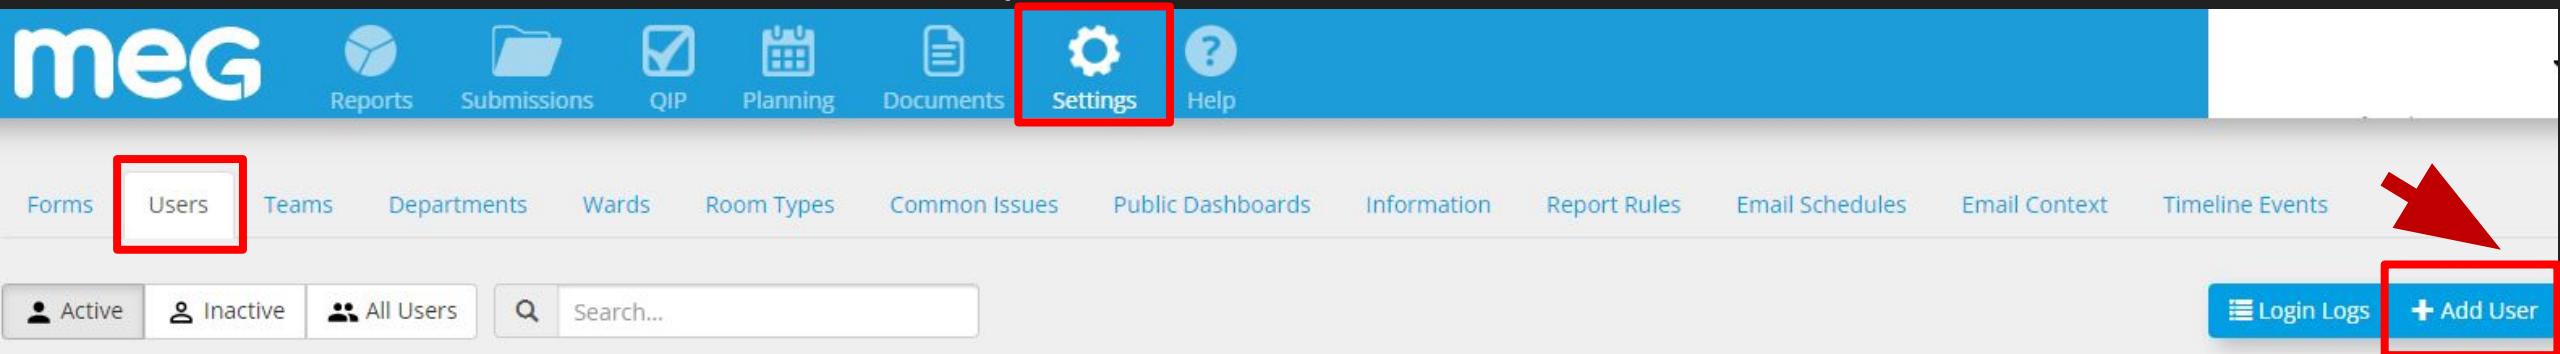 meG
Reports Submissions QIP Planning Documents Settings Help
Forms Users Teams Departments Wards Room Types Common Issues Public Dashboards Information Report Rules Email Schedules Email Context Timeline Events
Active Inactive All Users Search... Login Logs + Add User